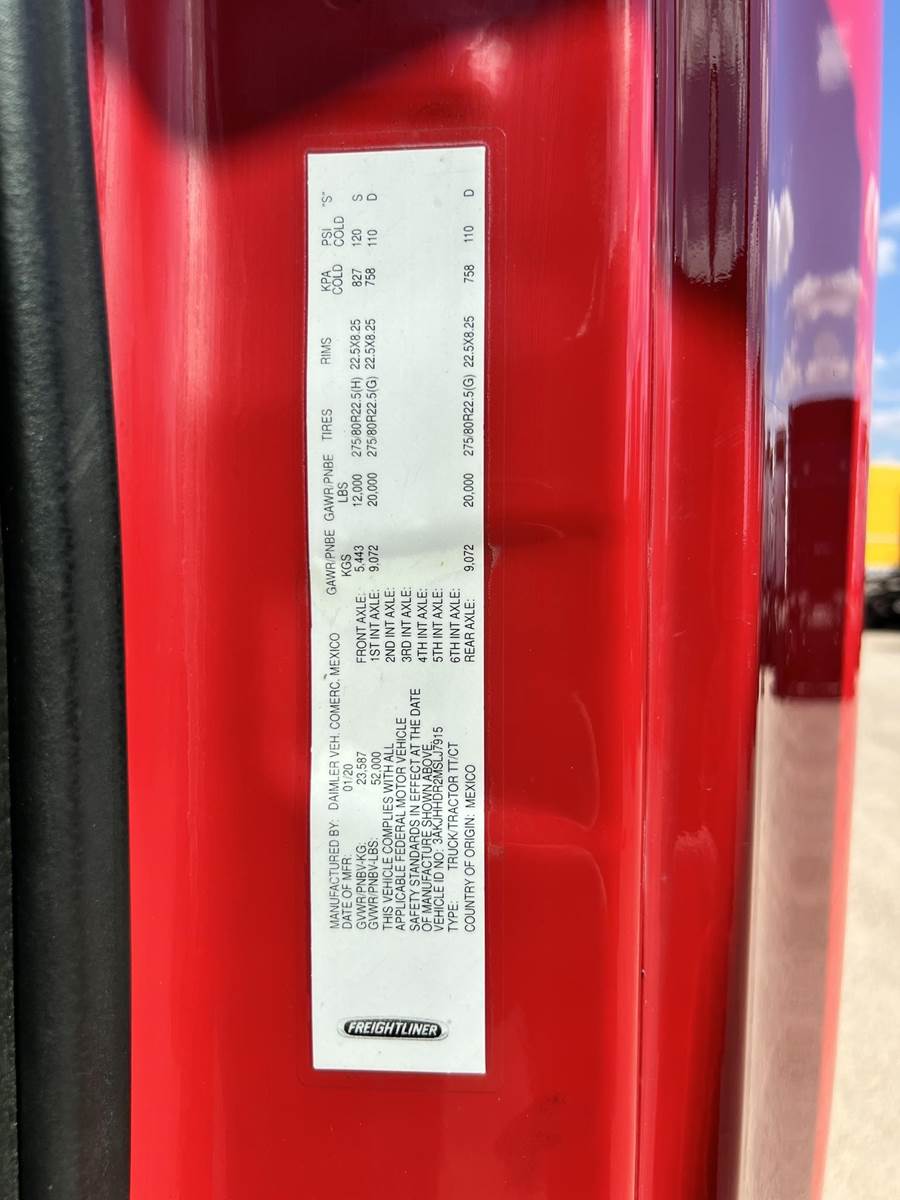 FREIGHTLINER
MANUFACTURED BY: DAIMLER VEH. COMERC. MEXICO
DATE OF MFR: 01/20
GVWR/PNBV-KG: 23,587
GVWR/PNBV-LBS: 52,000
THIS VEHICLE COMPLIES WITH ALL
APPLICABLE FEDERAL MOTOR VEHICLE
SAFETY STANDARDS IN EFFECT AT THE DATE
OF MANUFACTURE SHOWN ABOVE.
VEHICLE ID NO: 3AKJHHDR2MSLJ7915
TYPE: TRUCK/TRACTOR TT/CT
COUNTRY OF ORIGIN: MEXICO
GAWR/PNBE GAWR/PNBE TIRES RIMS KPA PSI "S"
KGS LBS COLD COLD
FRONT AXLE: 5,443 12,000 275/80R22.5(H) 22.5X8.25 827 120 S
1ST INT AXLE: 9,072 20,000 275/80R22.5(G) 22.5X8.25 758 110 D
2ND INT AXLE:
3RD INT AXLE:
4TH INT AXLE:
5TH INT AXLE:
6TH INT AXLE:
REAR AXLE: 9,072 20,000 275/80R22.5(G) 22.5X8.25 758 110 D